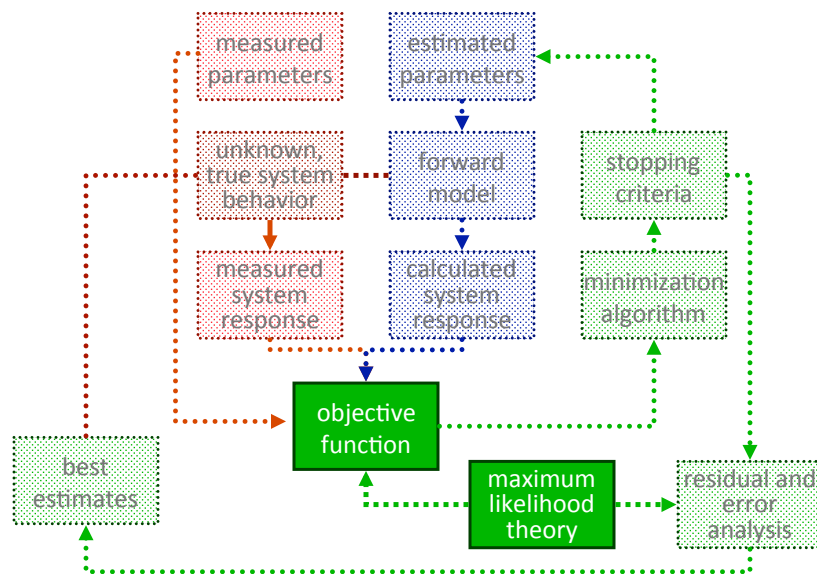 measured
parameters
estimated
parameters
unknown,
true system
behavior
forward
model
stopping
criteria
measured
system
response
calculated
system
response
minimization
algorithm
objective
function
best
estimates
maximum
likelihood
theory
residual and
error
analysis